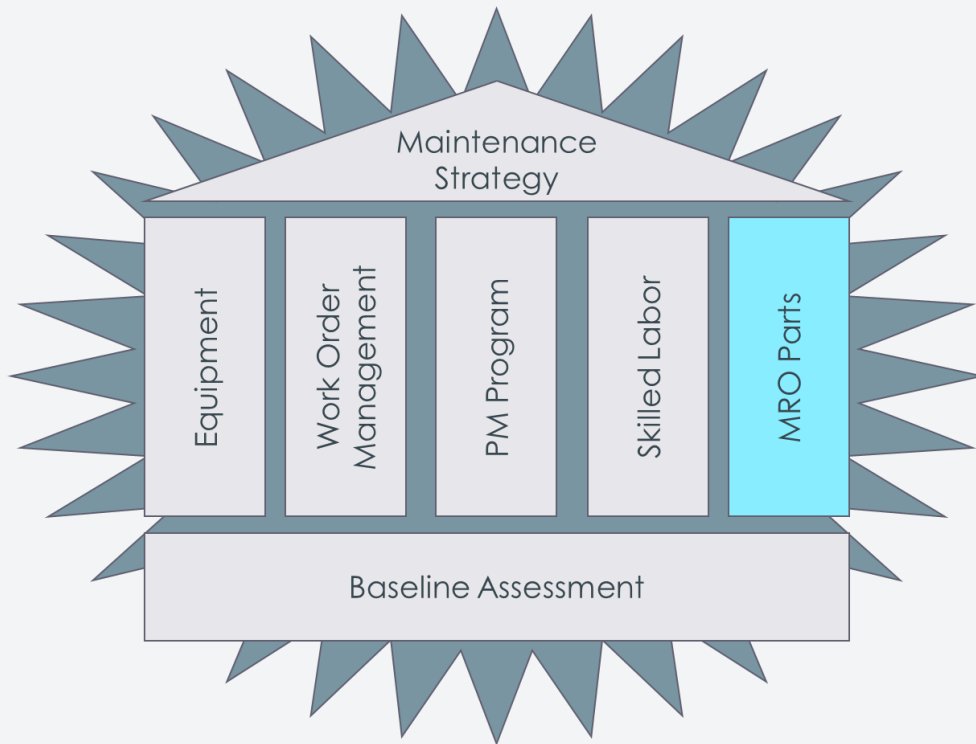 Maintenance
Strategy
Equipment
Work Order
Management
PM Program
Skilled Labor
MRO Parts
Baseline Assessment